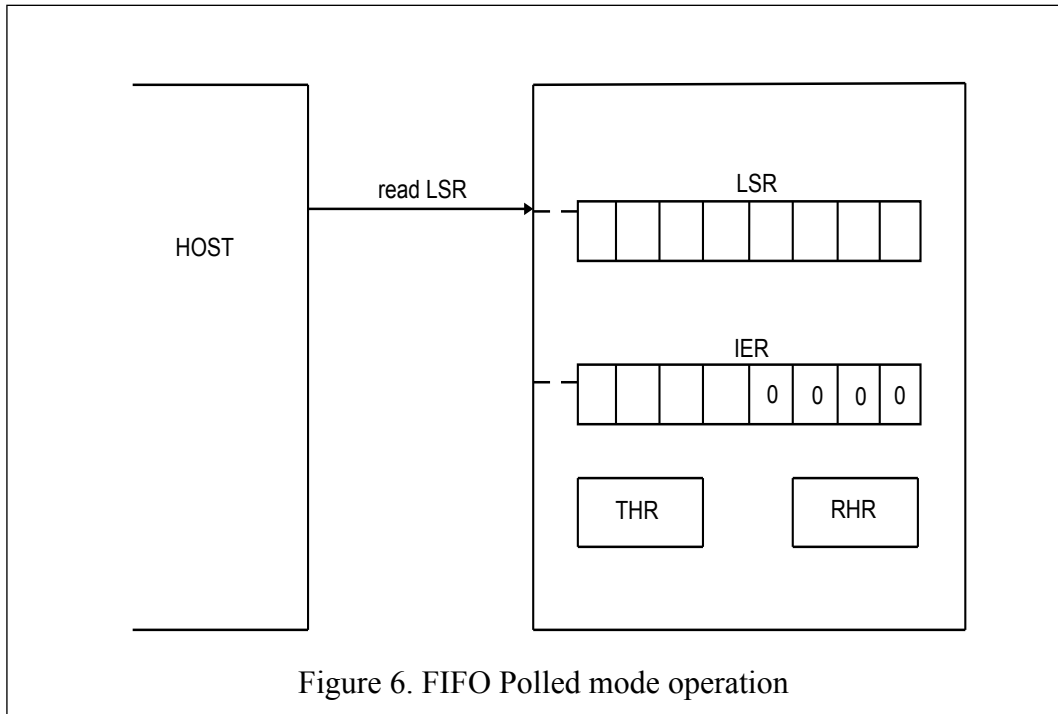 read LSR
LSR
HOST
IER
0 0 0 0
THR
RHR
Figure 6. FIFO Polled mode operation